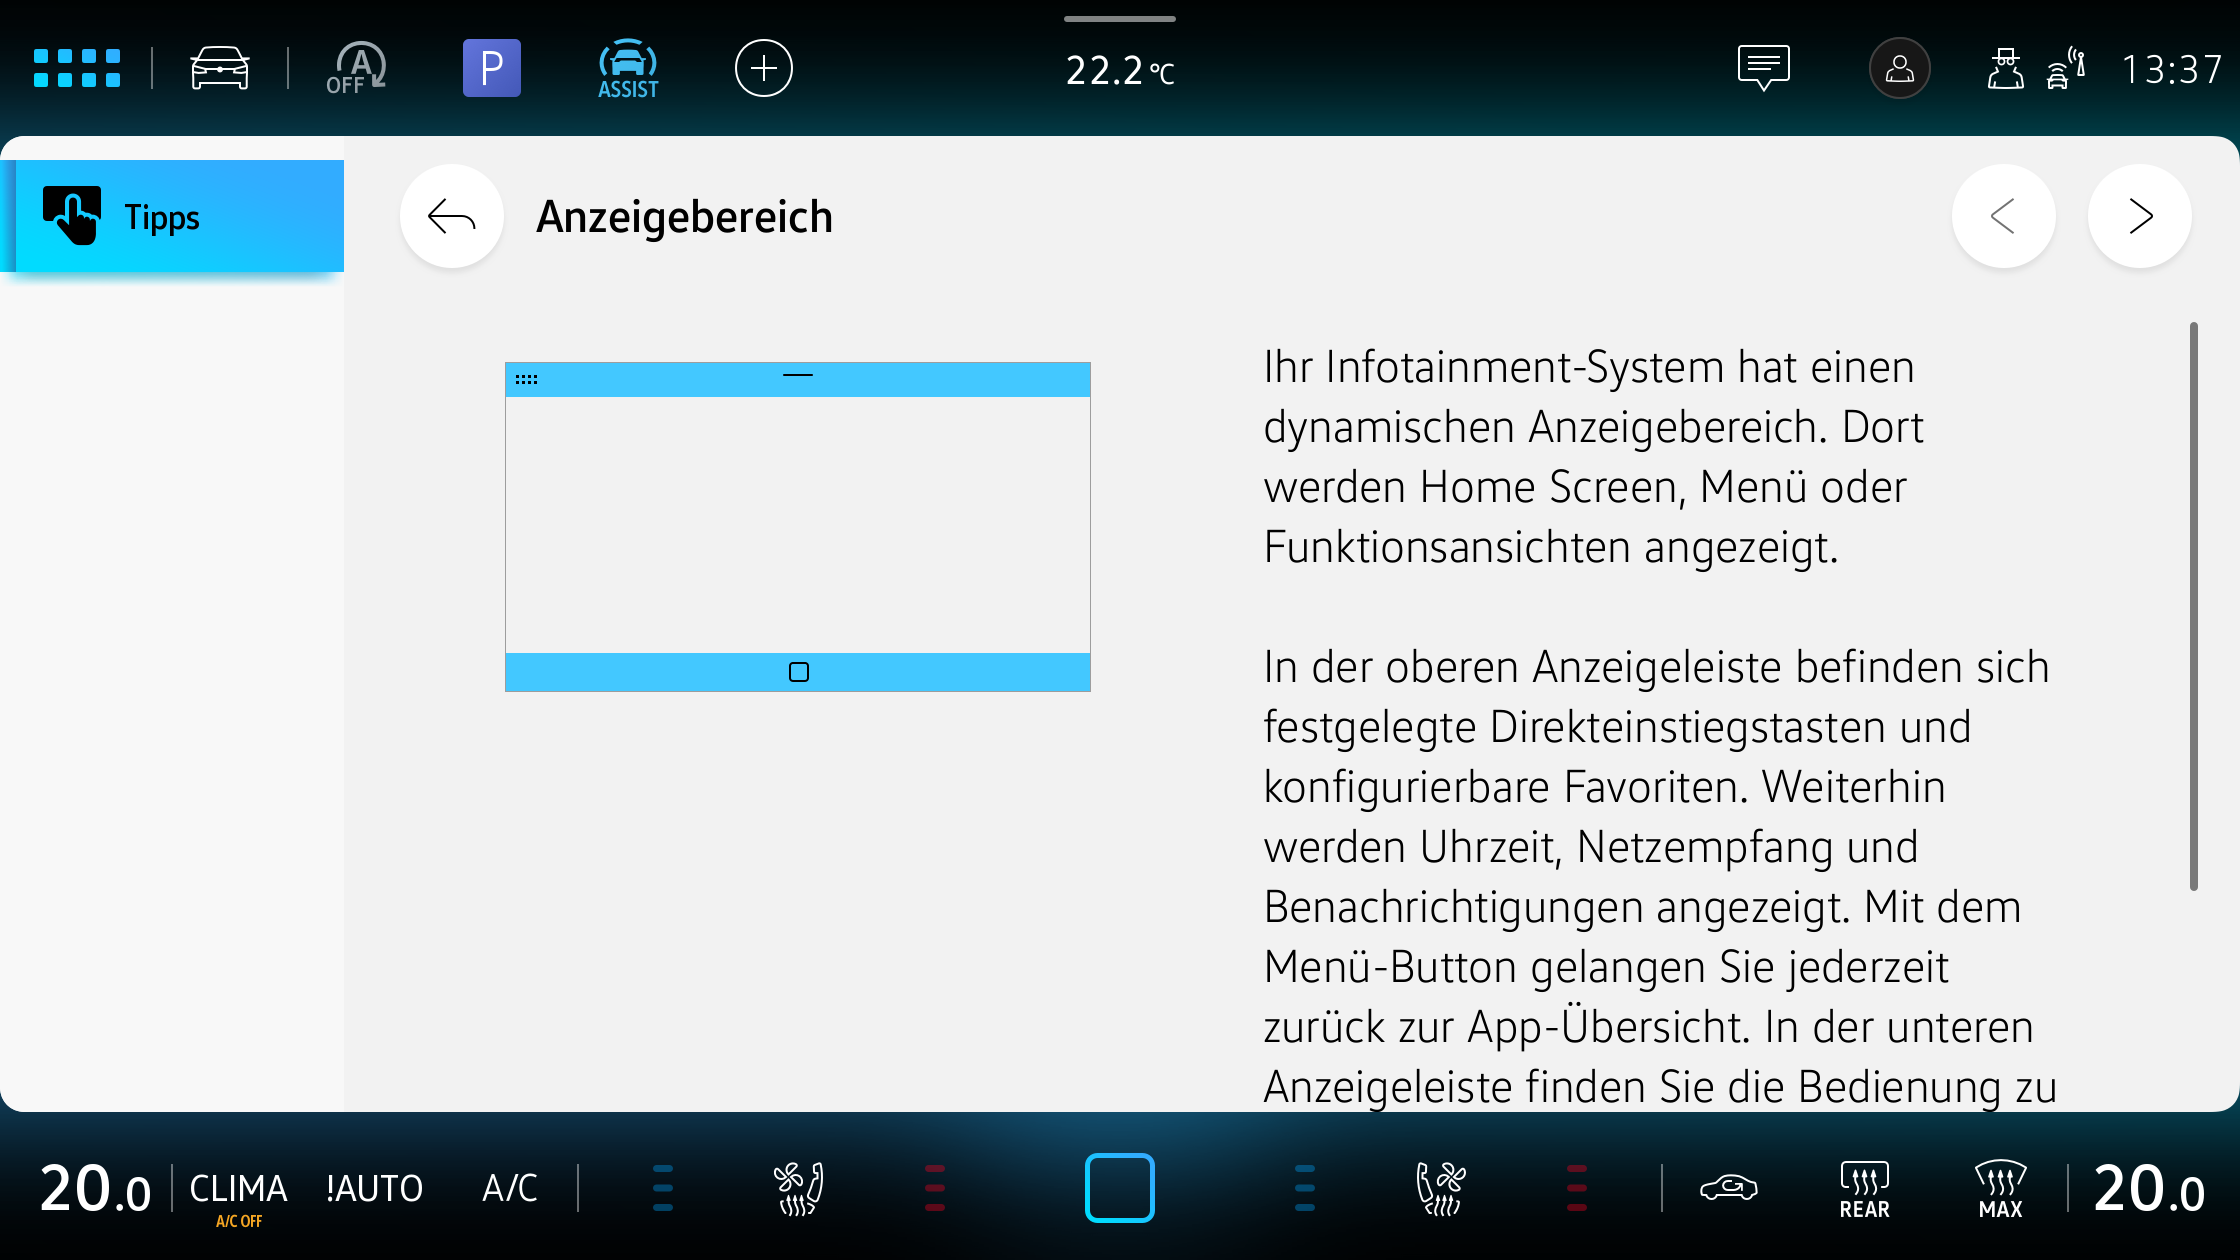 A
OFF
P
ASSIST
22.2 °C
13:37
Tipps
Anzeigebereich
Ihr Infotainment-System hat einen
dynamischen Anzeigebereich. Dort
werden Home Screen, Menü oder
Funktionsansichten angezeigt.
In der oberen Anzeigeleiste befinden sich
festgelegte Direkteinstiegstasten und
konfigurierbare Favoriten. Weiterhin
werden Uhrzeit, Netzempfang und
Benachrichtigungen angezeigt. Mit dem
Menü-Button gelangen Sie jederzeit
zurück zur App-Übersicht. In der unteren
Anzeigeleiste finden Sie die Bedienung zu
20.0
CLIMA
A/C OFF
!AUTO
A/C
REAR
MAX
20.0